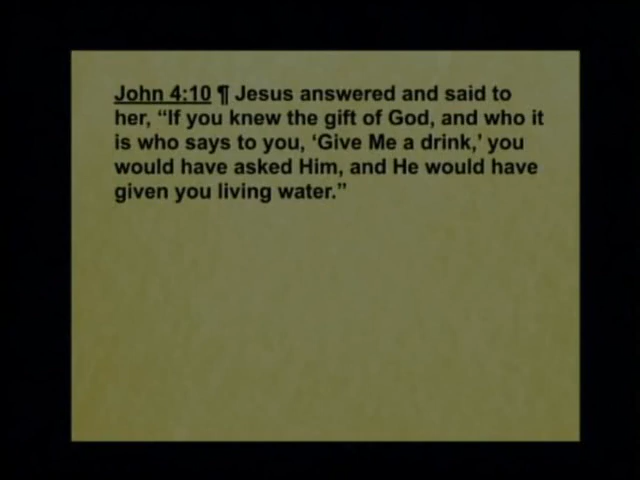 John 4:10 ¶ Jesus answered and said to
her, “If you knew the gift of God, and who it
is who says to you, ‘Give Me a drink,’ you
would have asked Him, and He would have
given you living water.”